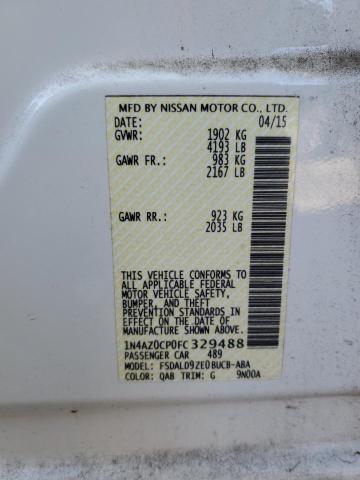 MFD BY NISSAN MOTOR CO., LTD.
DATE: 04/15
GVWR: 1902 KG
4193 LB
GAWR FR: 983 KG
2167 LB
GAWR RR: 923 KG
2035 LB
THIS VEHICLE CONFORMS TO
ALL APPLICABLE FEDERAL
MOTOR VEHICLE SAFETY,
BUMPER, AND THEFT
PREVENTION STANDARDS IN
EFFECT ON THE DATE OF
MANUFACTURE SHOWN ABOVE.
1N4AZ0CP0FC329488
PASSENGER CAR 489
MODEL: FSDALD9ZE0BUCB-ABA
COLOR: QAB TRIM: G 9N00A